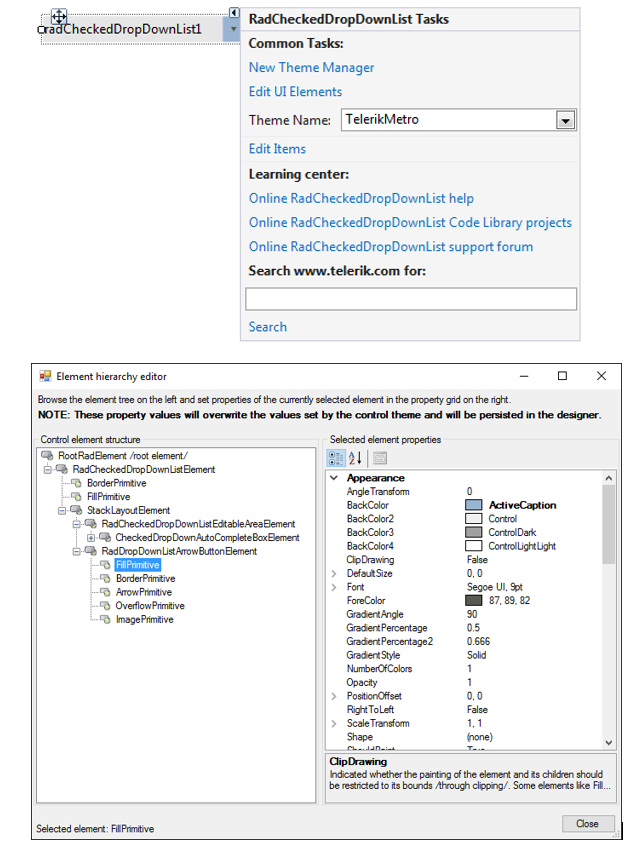 radCheckedDropDownList1
RadCheckedDropDownList Tasks
Common Tasks:
New Theme Manager
Edit UI Elements
Theme Name: TelerikMetro
Edit Items
Learning center:
Online RadCheckedDropDownList help
Online RadCheckedDropDownList Code Library projects
Online RadCheckedDropDownList support forum
Search www.telerik.com for:
Search
Element hierarchy editor
Browse the element tree on the left and set properties of the currently selected element in the property grid on the right.
NOTE: These property values will overwrite the values set by the control theme and will be persisted in the designer.
Control element structure
RootRadElement /root element/
RadCheckedDropDownListElement
BorderPrimitive
FillPrimitive
StackLayoutElement
RadCheckedDropDownListEditableAreaElement
CheckedDropDownAutoCompleteBoxElement
RadDropDownListArrowButtonElement
FillPrimitive
BorderPrimitive
ArrowPrimitive
OverflowPrimitive
ImagePrimitive
Selected element properties
Appearance
AngleTransform 0
BackColor ActiveCaption
BackColor2 Control
BackColor3 ControlDark
BackColor4 ControlLightLight
ClipDrawing False
DefaultSize 0, 0
Font Segoe UI, 9pt
ForeColor 87, 89, 82
GradientAngle 90
GradientPercentage 0.5
GradientPercentage2 0.666
GradientStyle Solid
NumberOfColors 1
Opacity 1
PositionOffset 0, 0
RightToLeft False
ScaleTransform 1, 1
Shape (none)
ShouldPaint True
ClipDrawing
Indicated whether the painting of the element and its children should
be restricted to its bounds /through clipping/. Some elements like Fill...
Selected element: FillPrimitive
Close